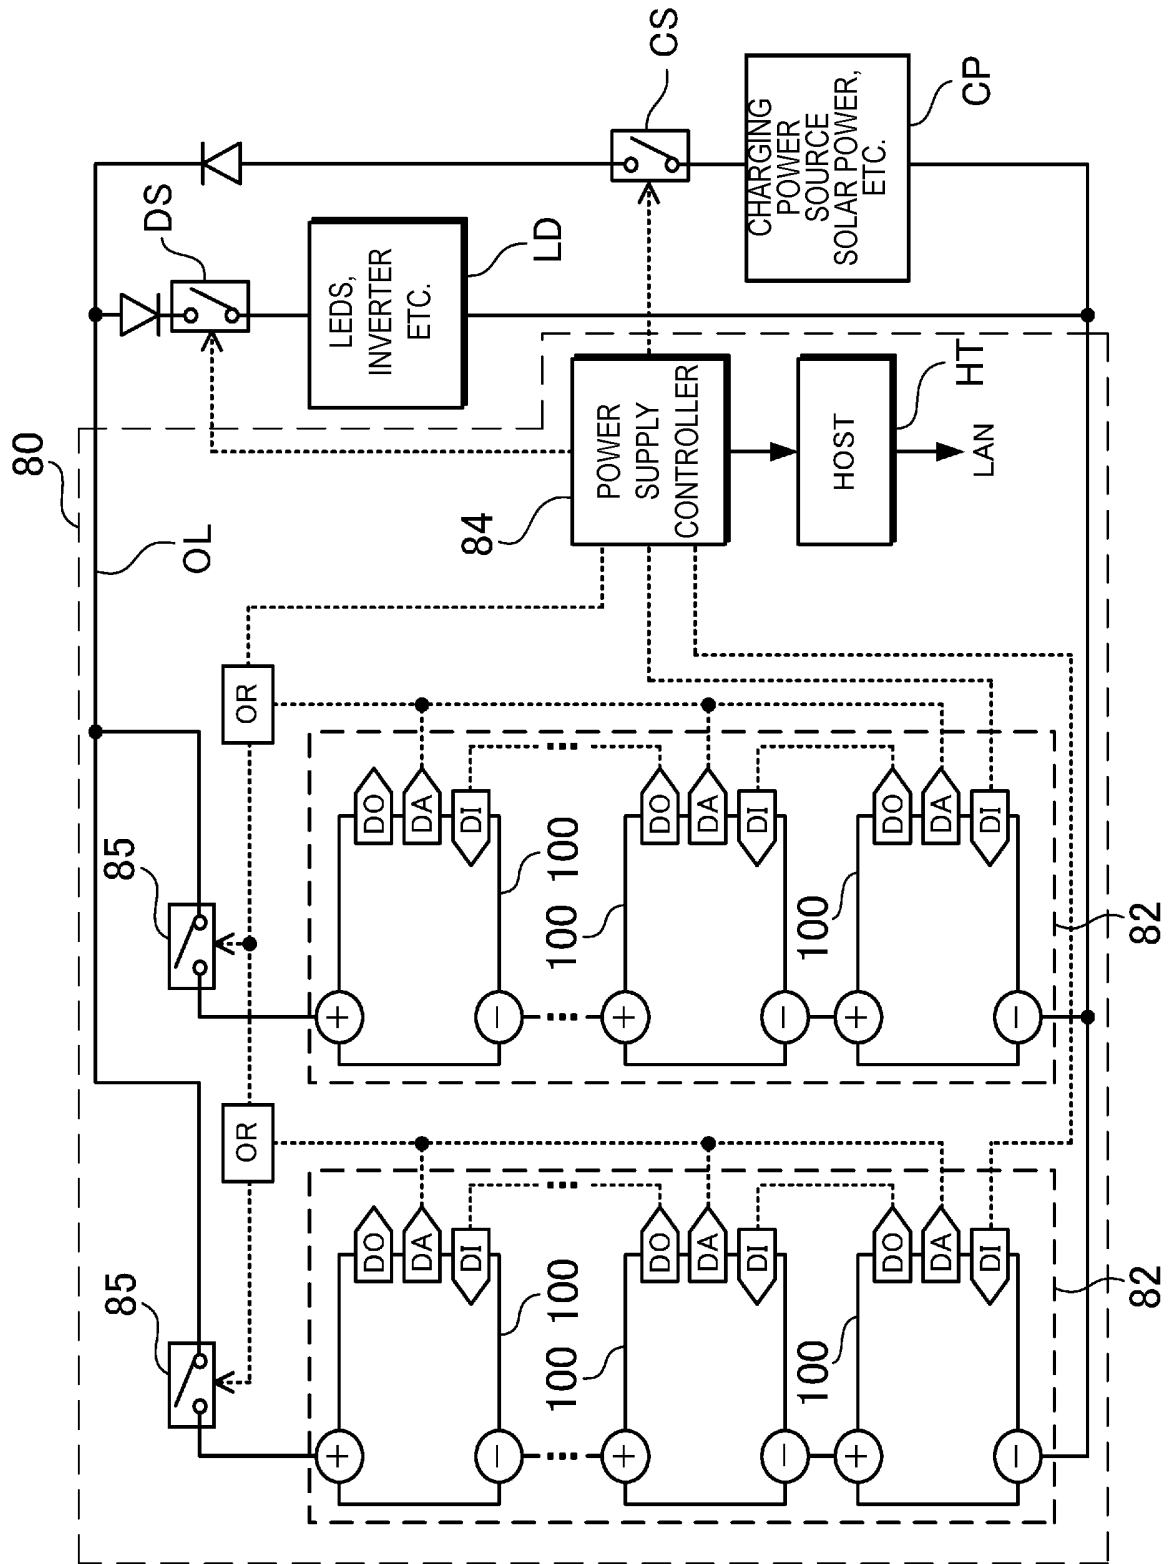 80
OL
DS
CS
LEDS,
INVERTER
ETC.
LD
CHARGING
POWER
SOURCE
SOLAR POWER,
ETC.
CP
84
POWER
SUPPLY
CONTROLLER
HOST
HT
LAN
85
OR
DO
DA
DI
100
100
DO
DA
DI
100
DO
DA
DI
82
85
OR
DO
DA
DI
100
100
DO
DA
DI
100
DO
DA
DI
82